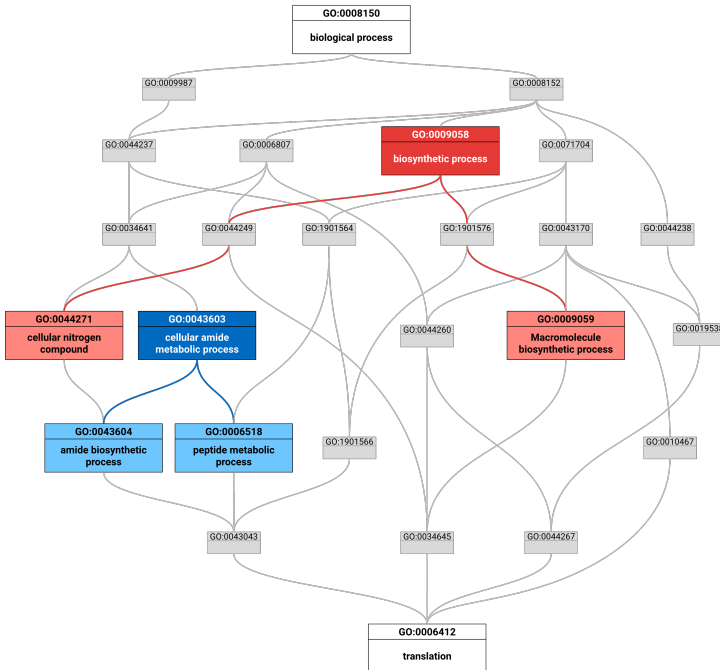 GO:0008150
biological process
GO:0009987
GO:0008152
GO:0044237
GO:0006807
GO:0009058
biosynthetic process
GO:0071704
GO:0034641
GO:0044249
GO:1901564
GO:1901576
GO:0043170
GO:0044238
GO:0044271
cellular nitrogen
compound
GO:0043603
cellular amide
metabolic process
GO:0044260
GO:0009059
Macromolecule
biosynthetic process
GO:0019538
GO:0043604
amide biosynthetic
process
GO:0006518
peptide metabolic
process
GO:1901566
GO:0010467
GO:0043043
GO:0034645
GO:0044267
GO:0006412
translation